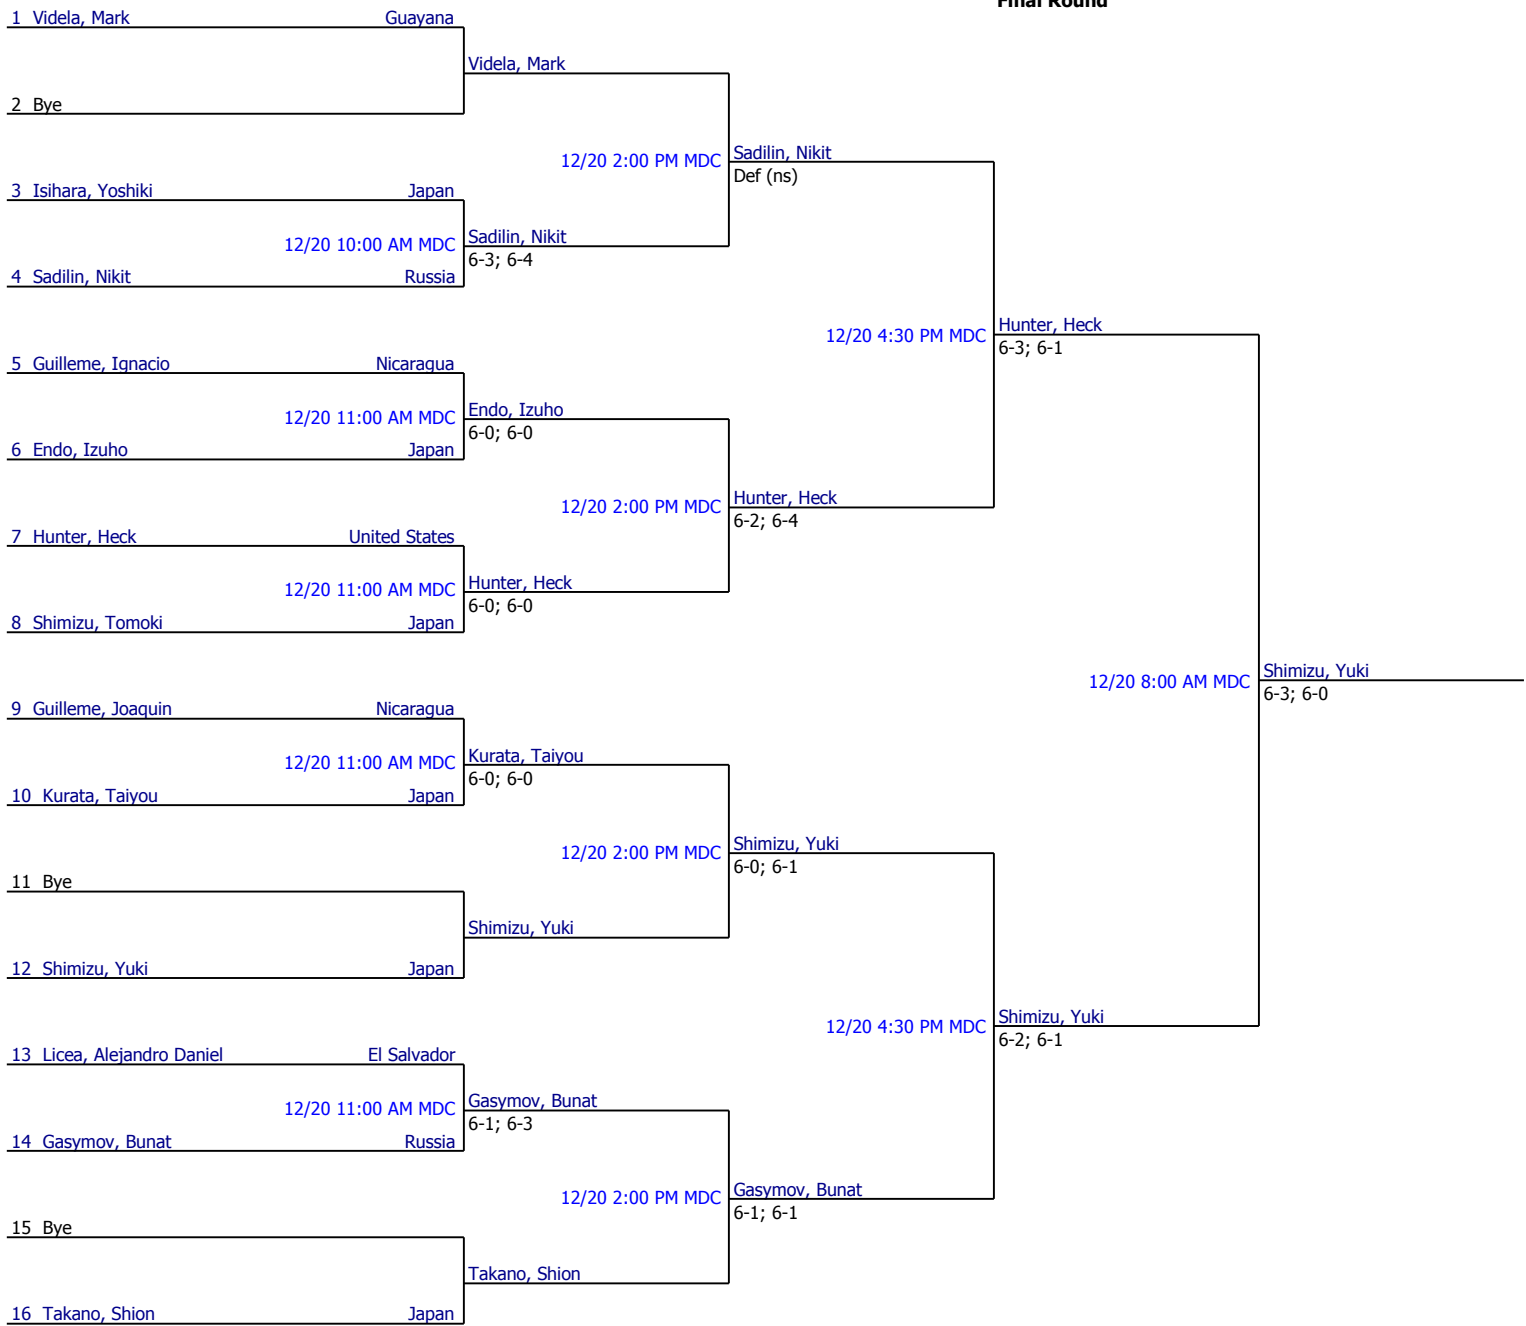 Final Round
1 Videla, Mark Guayana
Videla, Mark
2 Bye
12/20 2:00 PM MDC Sadilin, Nikit
Def (ns)
3 Isihara, Yoshiki Japan
12/20 10:00 AM MDC Sadilin, Nikit
6-3; 6-4
4 Sadilin, Nikit Russia
12/20 4:30 PM MDC Hunter, Heck
6-3; 6-1
5 Guilleme, Ignacio Nicaragua
12/20 11:00 AM MDC Endo, Izuho
6-0; 6-0
6 Endo, Izuho Japan
12/20 2:00 PM MDC Hunter, Heck
6-2; 6-4
7 Hunter, Heck United States
12/20 11:00 AM MDC Hunter, Heck
6-0; 6-0
8 Shimizu, Tomoki Japan
12/20 8:00 AM MDC Shimizu, Yuki
6-3; 6-0
9 Guilleme, Joaquin Nicaragua
12/20 11:00 AM MDC Kurata, Taiyou
6-0; 6-0
10 Kurata, Taiyou Japan
12/20 2:00 PM MDC Shimizu, Yuki
6-0; 6-1
11 Bye
Shimizu, Yuki
12 Shimizu, Yuki Japan
12/20 4:30 PM MDC Shimizu, Yuki
6-2; 6-1
13 Licea, Alejandro Daniel El Salvador
12/20 11:00 AM MDC Gasymov, Bunat
6-1; 6-3
14 Gasymov, Bunat Russia
12/20 2:00 PM MDC Gasymov, Bunat
6-1; 6-1
15 Bye
Takano, Shion
16 Takano, Shion Japan